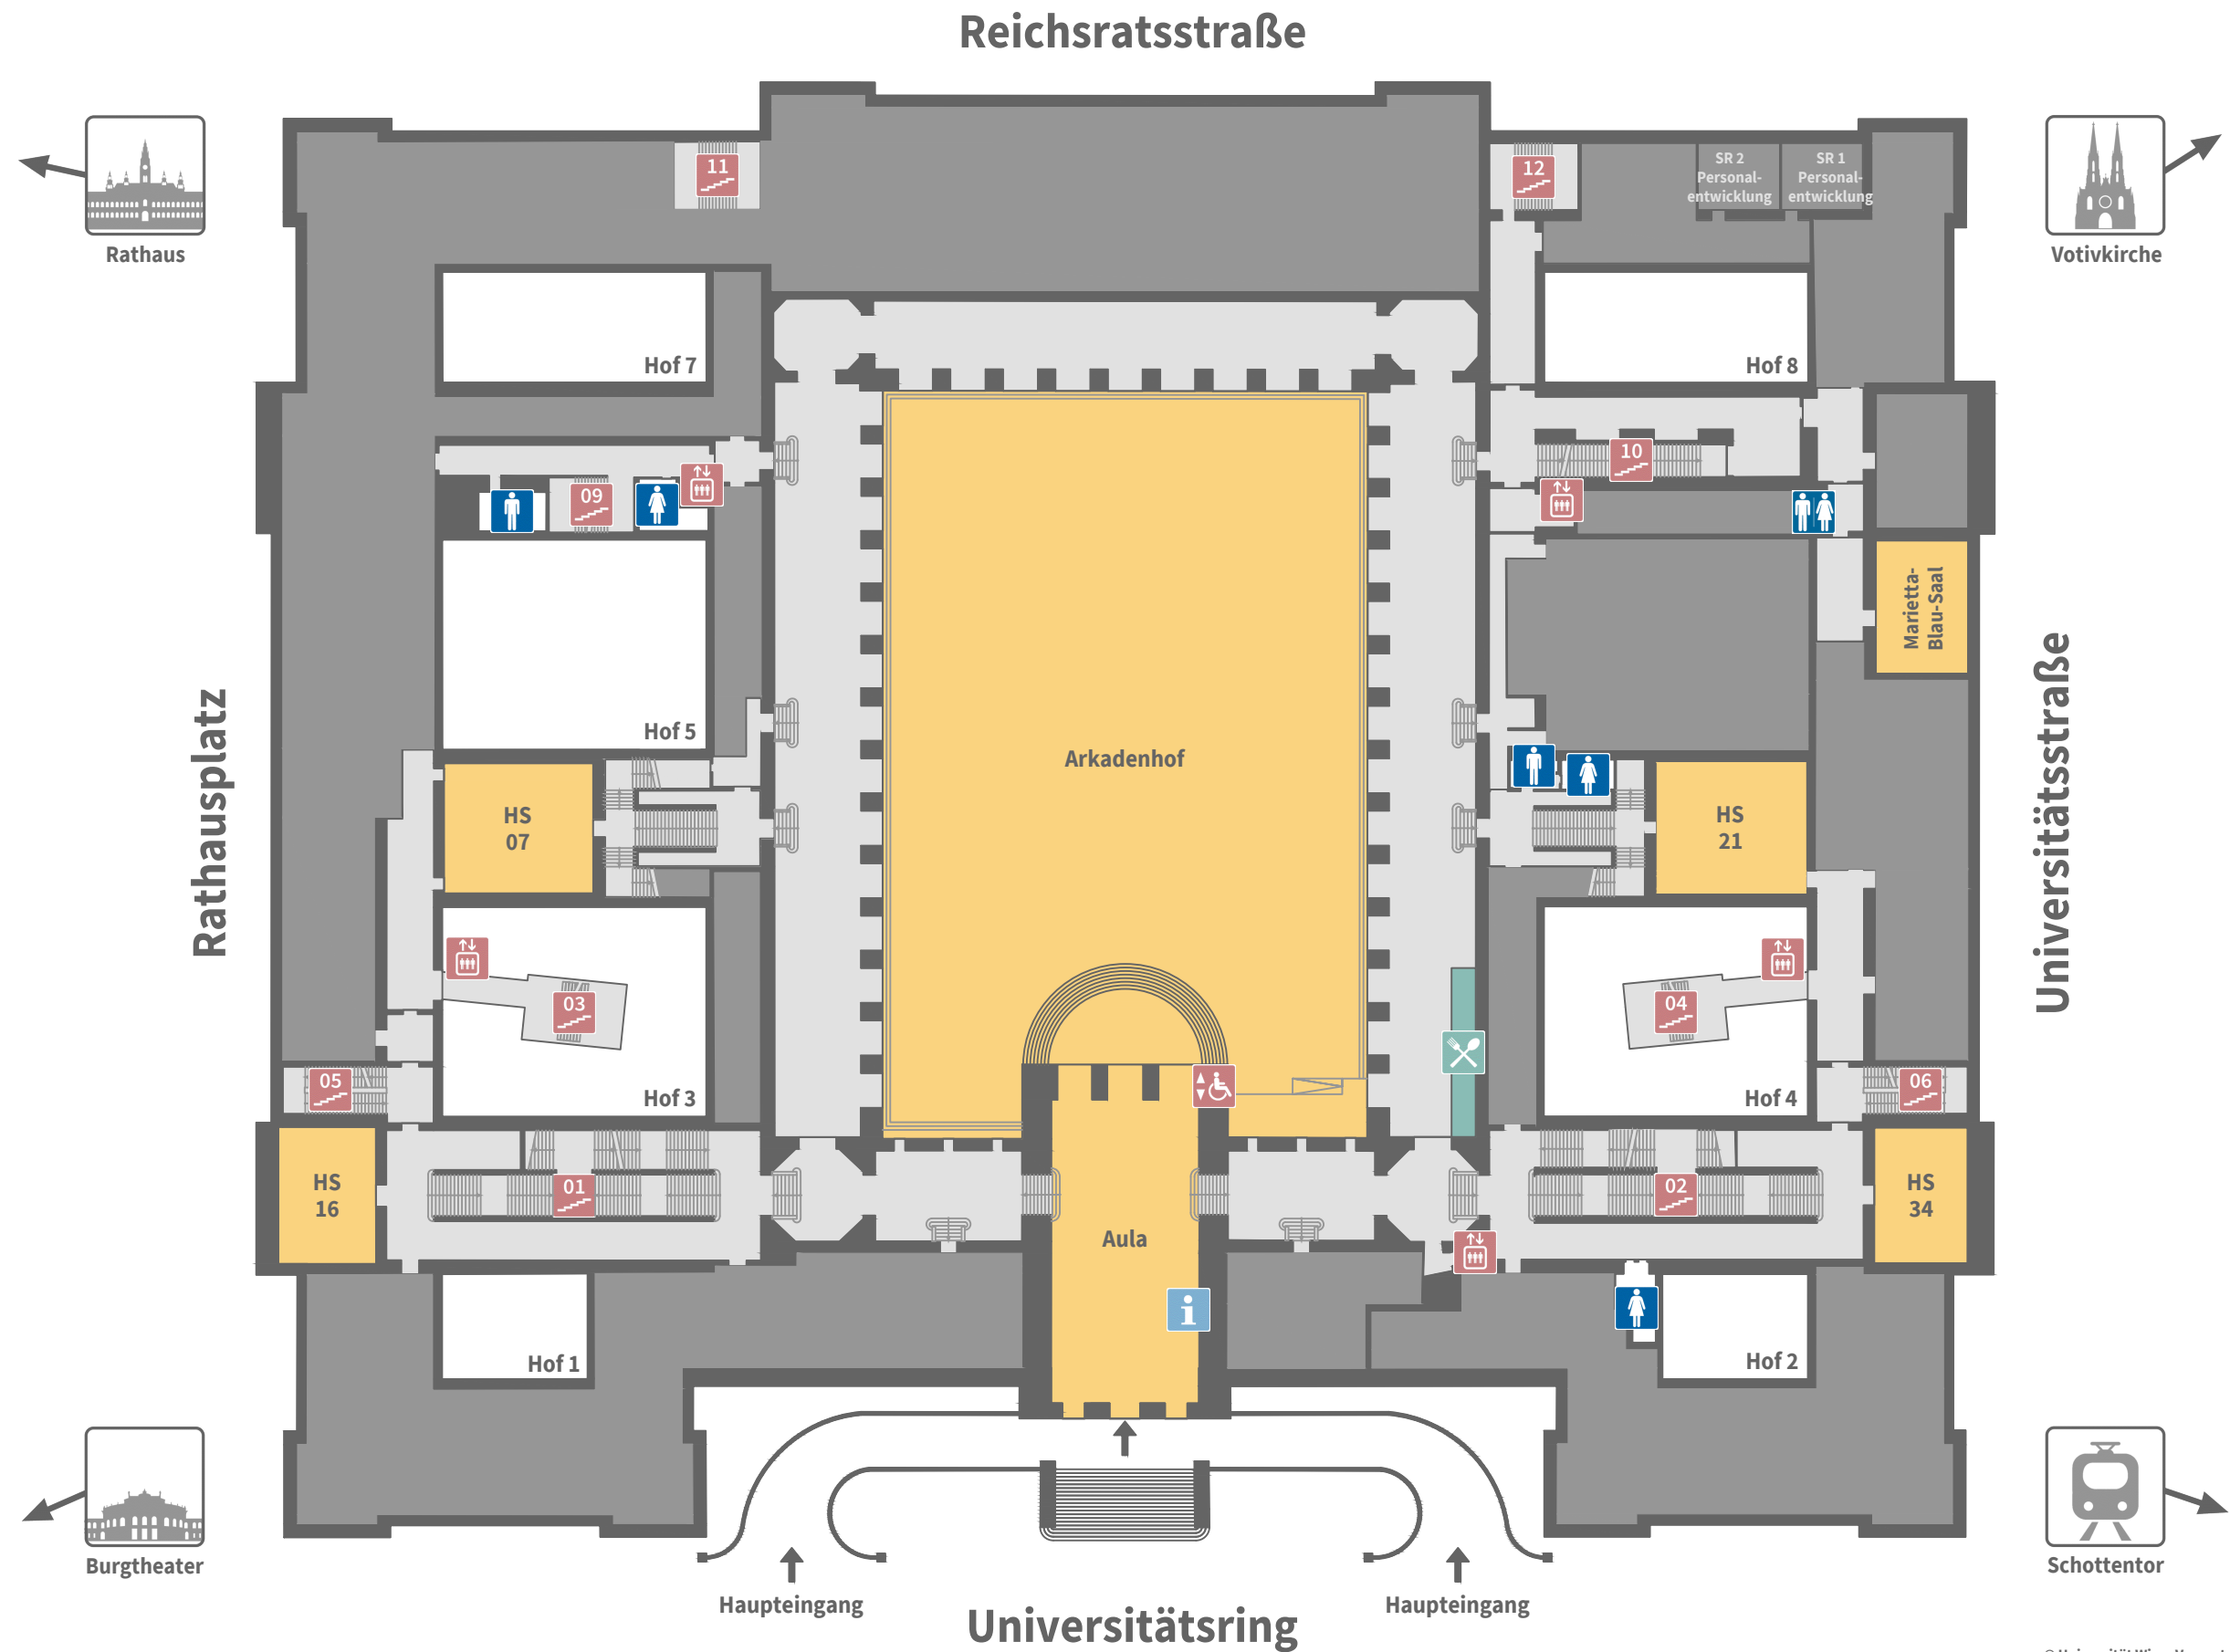 Reichsratsstraße
Rathaus
Votivkirche
11
12
SR 2
Personal-
entwicklung
SR 1
Personal-
entwicklung
Hof 7
Hof 8
09
10
Marietta-
Blau-Saal
Hof 5
Arkadenhof
Rathausplatz
Universitätsstraße
HS
07
HS
21
03
04
Hof 3
Hof 4
05
06
HS
16
01
02
HS
34
Aula
i
Hof 1
Hof 2
Burgtheater
Schottentor
Haupteingang
Haupteingang
Universitätsring